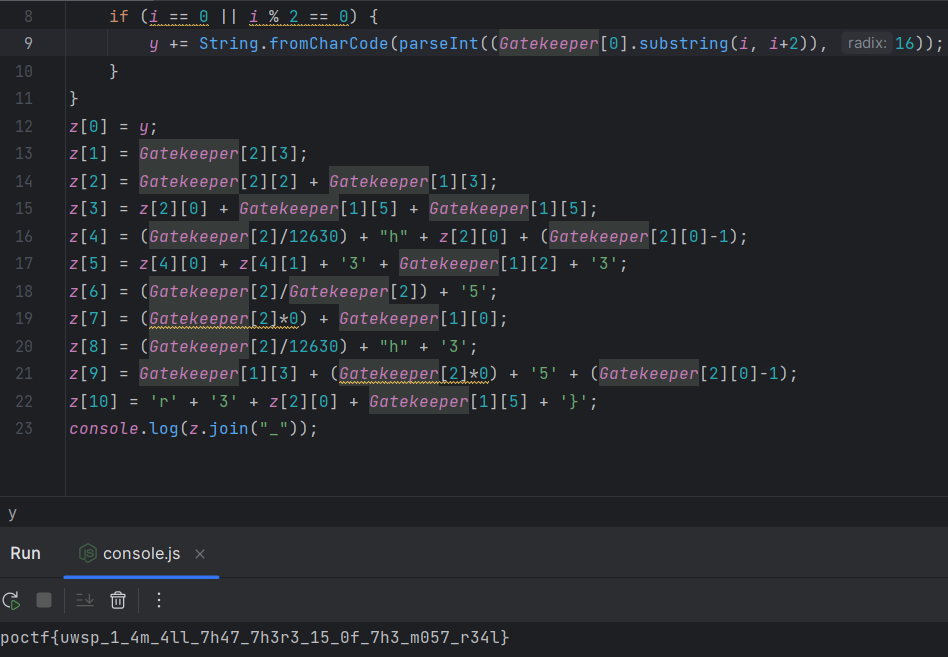 8 if (i == 0 || i % 2 == 0) {
9 y += String.fromCharCode(parseInt((Gatekeeper[0].substring(i, i+2)), radix: 16));
10 }
11 }
12 z[0] = y;
13 z[1] = Gatekeeper[2][3];
14 z[2] = Gatekeeper[2][2] + Gatekeeper[1][3];
15 z[3] = z[2][0] + Gatekeeper[1][5] + Gatekeeper[1][5];
16 z[4] = (Gatekeeper[2]/12630) + "h" + z[2][0] + (Gatekeeper[2][0]-1);
17 z[5] = z[4][0] + z[4][1] + '3' + Gatekeeper[1][2] + '3';
18 z[6] = (Gatekeeper[2]/Gatekeeper[2]) + '5';
19 z[7] = (Gatekeeper[2]*0) + Gatekeeper[1][0];
20 z[8] = (Gatekeeper[2]/12630) + "h" + '3';
21 z[9] = Gatekeeper[1][3] + (Gatekeeper[2]*0) + '5' + (Gatekeeper[2][0]-1);
22 z[10] = 'r' + '3' + z[2][0] + Gatekeeper[1][5] + '}';
23 console.log(z.join("_"));
y
Run console.js
poctf{uwsp_1_4m_4ll_7h47_7h3r3_15_0f_7h3_m057_r34l}